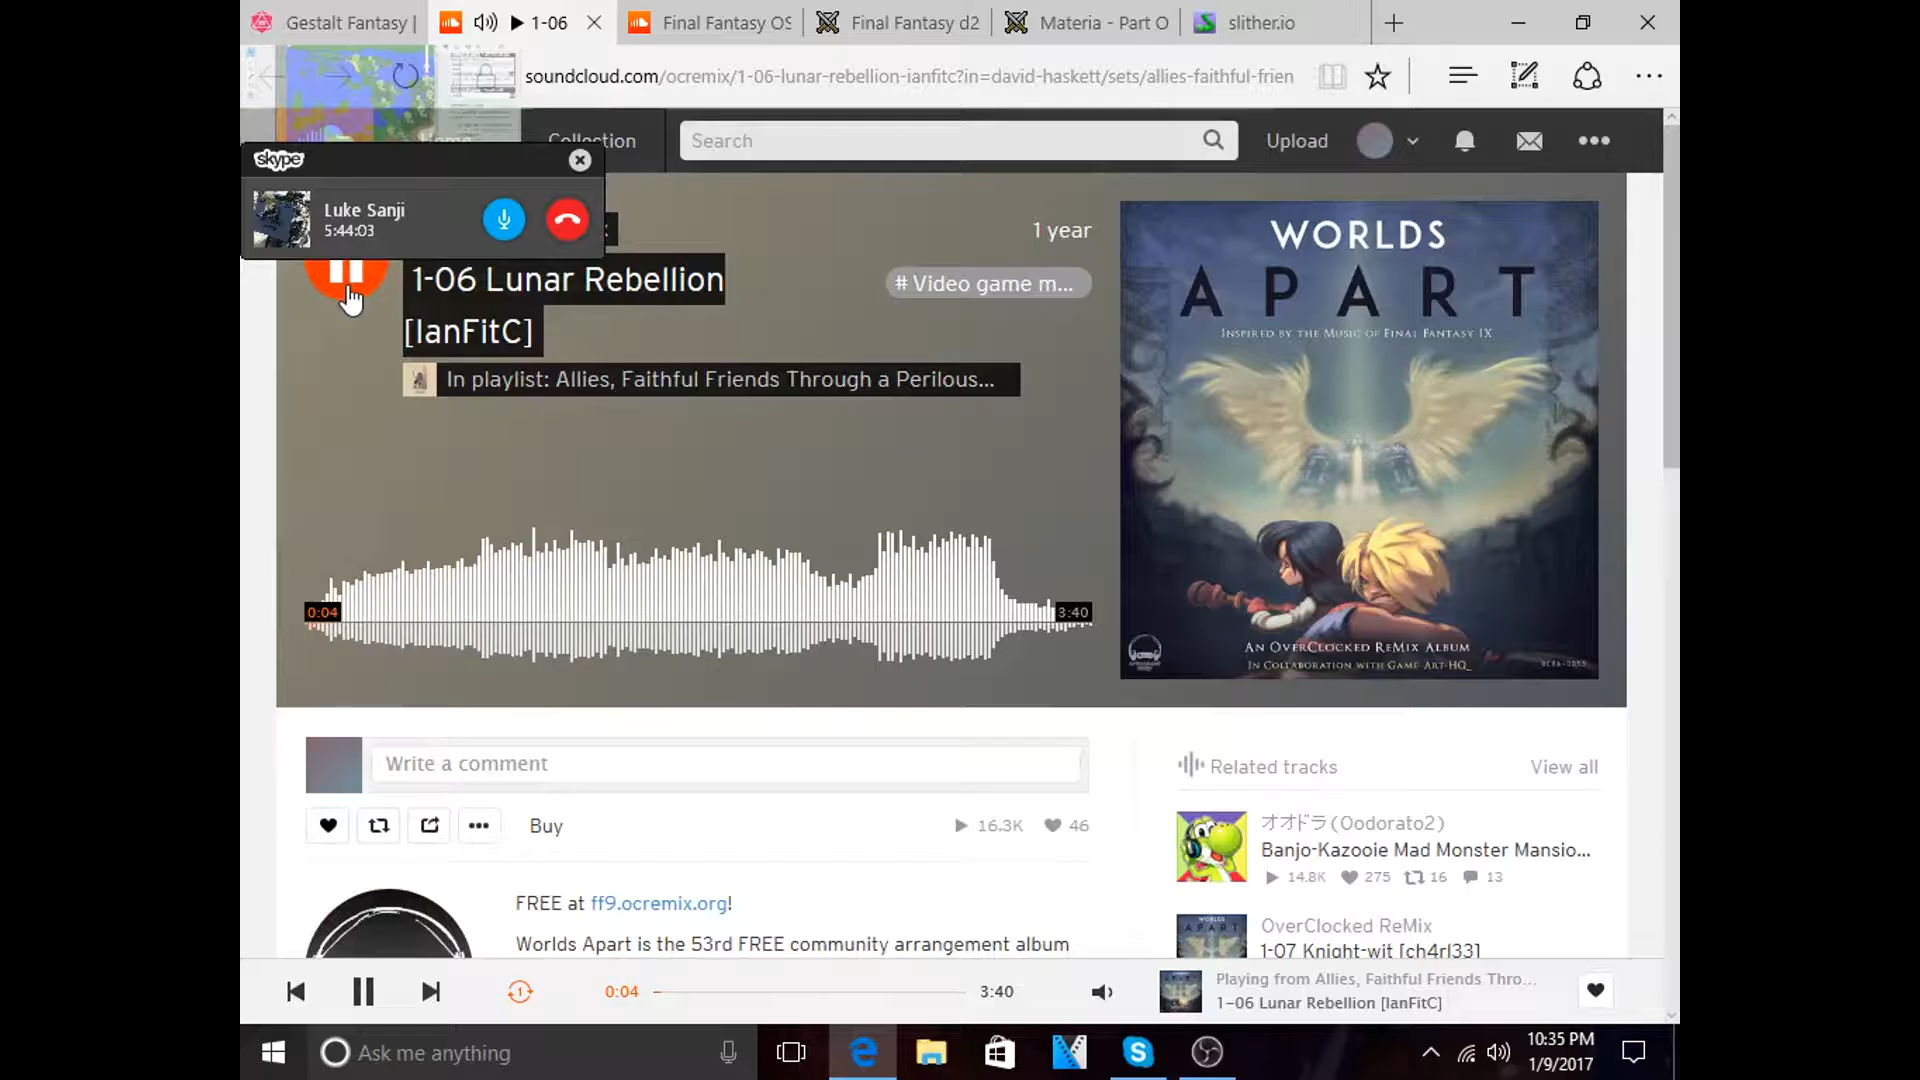 Gestalt Fantasy |
1-06
Final Fantasy OS
Final Fantasy d2
Materia - Part O
slither.io
soundcloud.com/ocremix/1-06-lunar-rebellion-ianfitc?in=david-haskett/sets/allies-faithful-frien
Home
Collection
Search
Upload
skype
Luke Sanji
5:44:03
1-06 Lunar Rebellion
[IanFitC]
1 year
# Video game m...
In playlist: Allies, Faithful Friends Through a Perilous...
WORLDS
APART
INSPIRED BY THE MUSIC OF FINAL FANTASY IX
AN OVERCLOCKED REMIX ALBUM
IN COLLABORATION WITH GAME-ART-HQ_
OCRA-0055
0:04
3:40
Write a comment
Buy
16.3K
46
Related tracks
View all
オオドラ(Oodorato2)
Banjo-Kazooie Mad Monster Mansio...
14.8K 275 16 13
OverClocked ReMix
1-07 Knight-wit [ch4rl33]
WORLDS
APART
FREE at ff9.ocremix.org!
Worlds Apart is the 53rd FREE community arrangement album
1
0:04
3:40
Playing from Allies, Faithful Friends Thro...
1-06 Lunar Rebellion [IanFitC]
Ask me anything
10:35 PM
1/9/2017